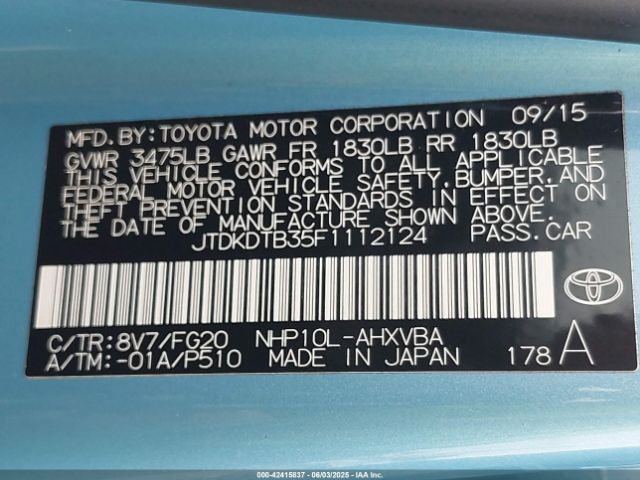 MFD. BY: TOYOTA MOTOR CORPORATION 09/15
GVWR 3475LB GAWR FR 1830LB RR 1830LB
THIS VEHICLE CONFORMS TO ALL APPLICABLE
FEDERAL MOTOR VEHICLE SAFETY, BUMPER, AND
THEFT PREVENTION STANDARDS IN EFFECT ON
THE DATE OF MANUFACTURE SHOWN ABOVE.
JTDKDTB35F1112124 PASS.CAR
C/TR: 8V7/FG20 NHP10L-AHXVBA
A/TM: -01A/P510 MADE IN JAPAN 178 A
TOYOTA
000-42415837 - 06/03/2025 - IAA Inc.